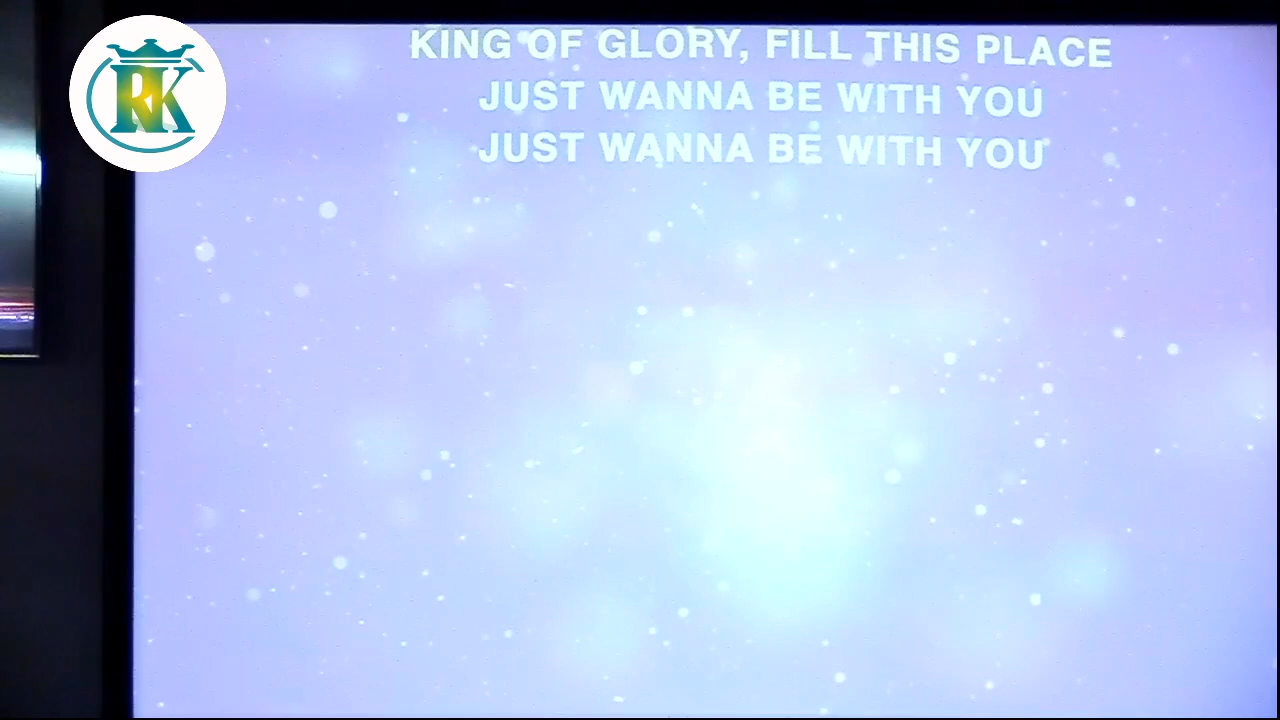 KING OF GLORY, FILL THIS PLACE
JUST WANNA BE WITH YOU
JUST WANNA BE WITH YOU
RK